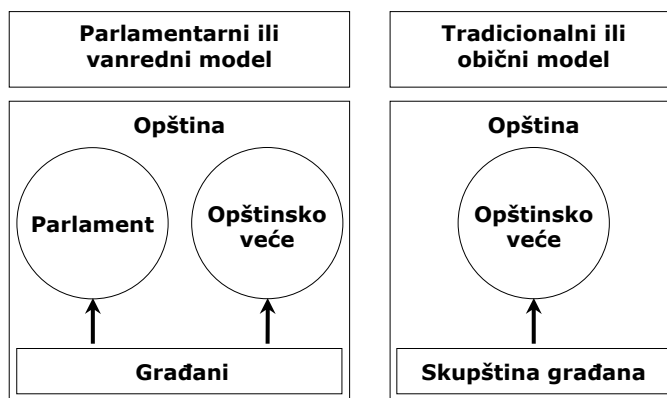 Parlamentarni ili
vanredni model
Opština
Parlament
Opštinsko
veće
Građani
Tradicionalni ili
obični model
Opština
Opštinsko
veće
Skupština građana